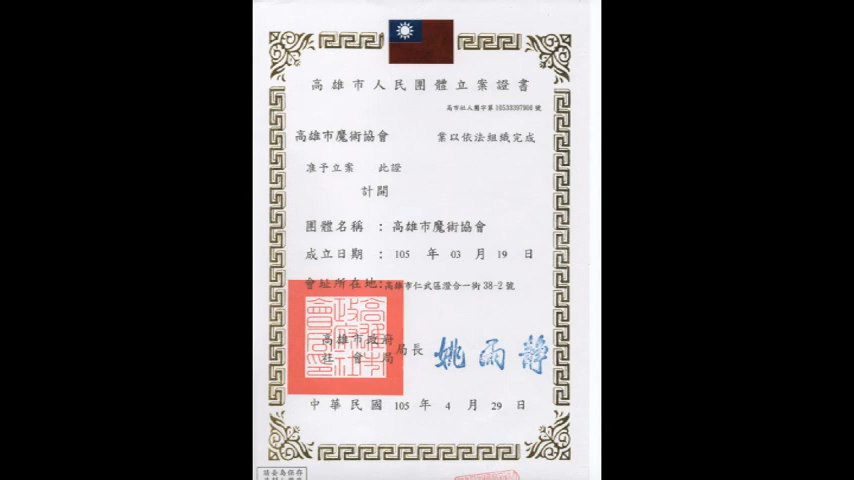 高雄市人民團體立案證書
高市社人團字第10533397900號
高雄市魔術協會 業以依法組織完成
准予立案 此證
計開
團體名稱：高雄市魔術協會
成立日期：105 年 03 月 19 日
會址所在地:高雄市仁武區澄合一街38-2號
高雄市政府
社會局
局長 姚雨靜
中華民國 105 年 4 月 29 日
請妥為保存